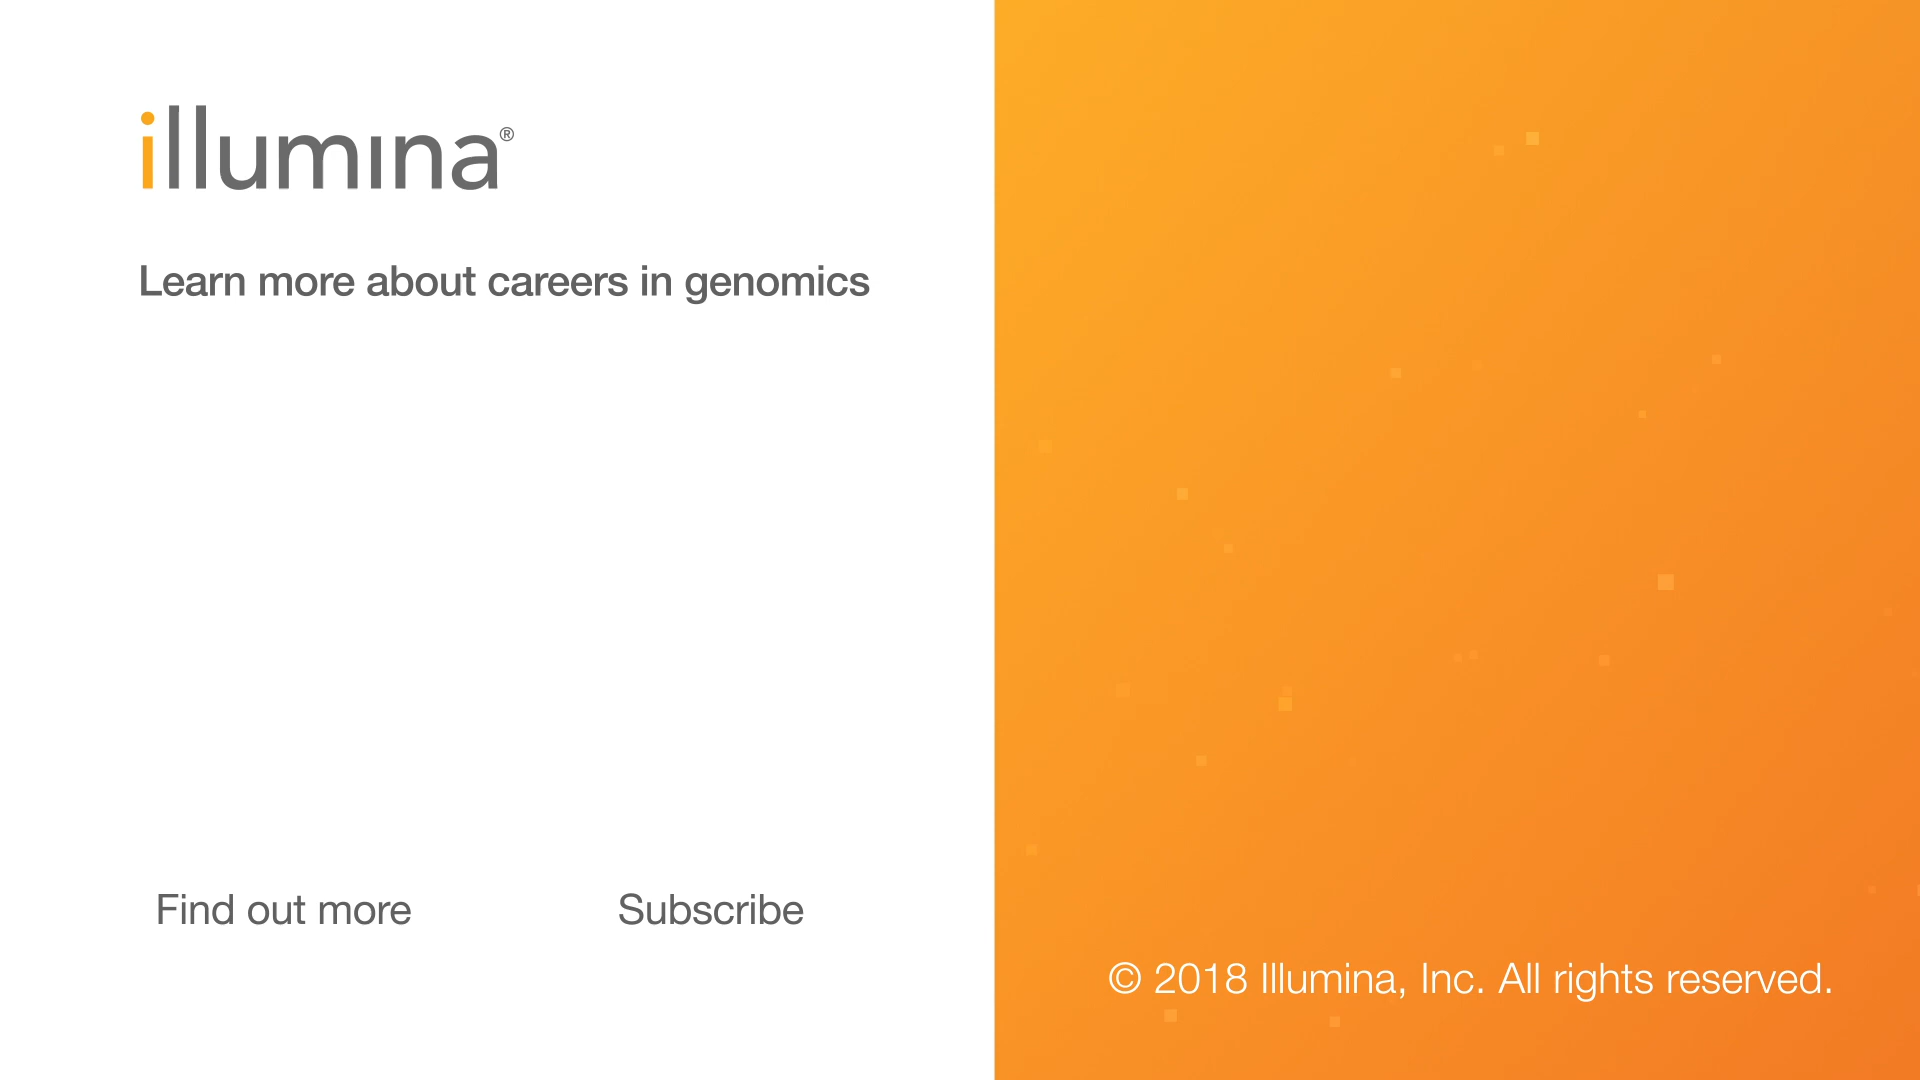 illumina®
Learn more about careers in genomics
Find out more
Subscribe
© 2018 Illumina, Inc. All rights reserved.